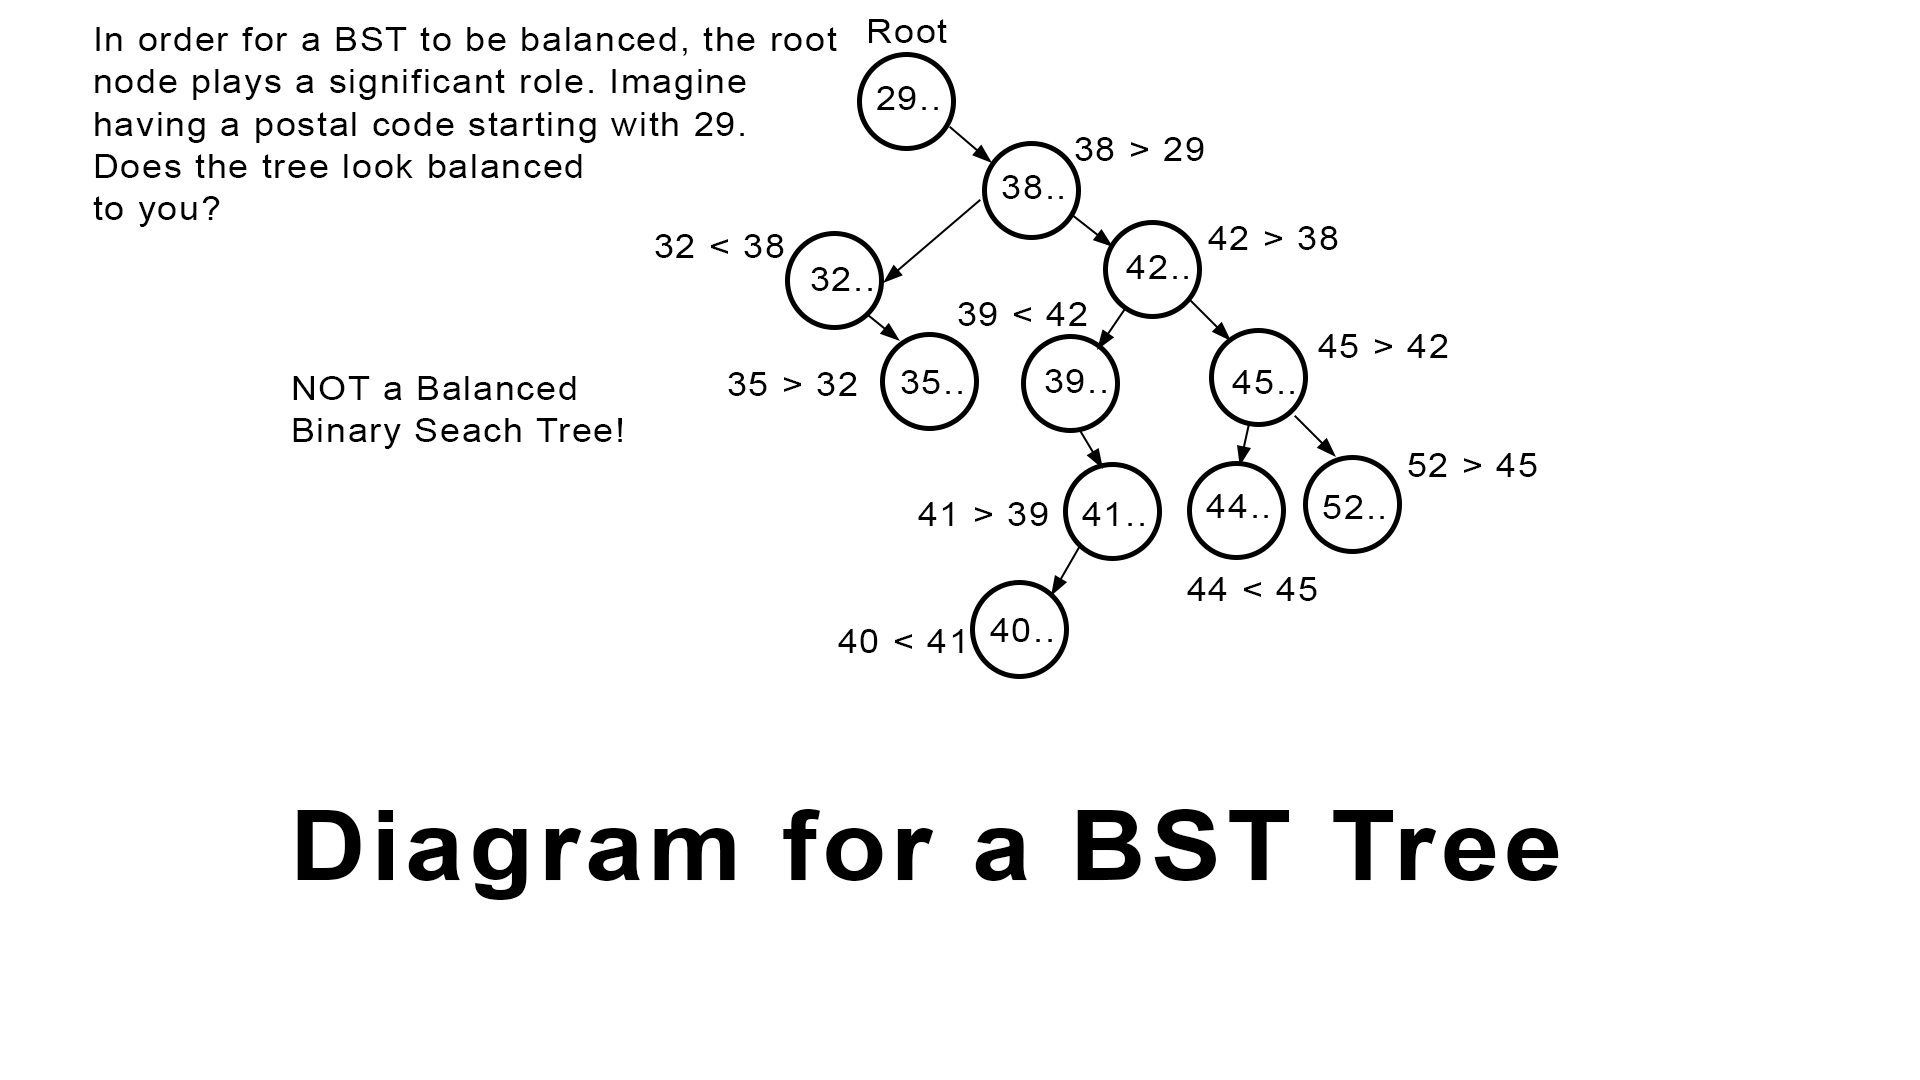 In order for a BST to be balanced, the root
node plays a significant role. Imagine
having a postal code starting with 29.
Does the tree look balanced
to you?
Root
29..
38 > 29
38..
32 < 38
32..
42 > 38
42..
39 < 42
35 > 32
35..
39..
45 > 42
45..
NOT a Balanced
Binary Seach Tree!
41 > 39
41..
44..
52 > 45
52..
44 < 45
40 < 41
40..
Diagram for a BST Tree